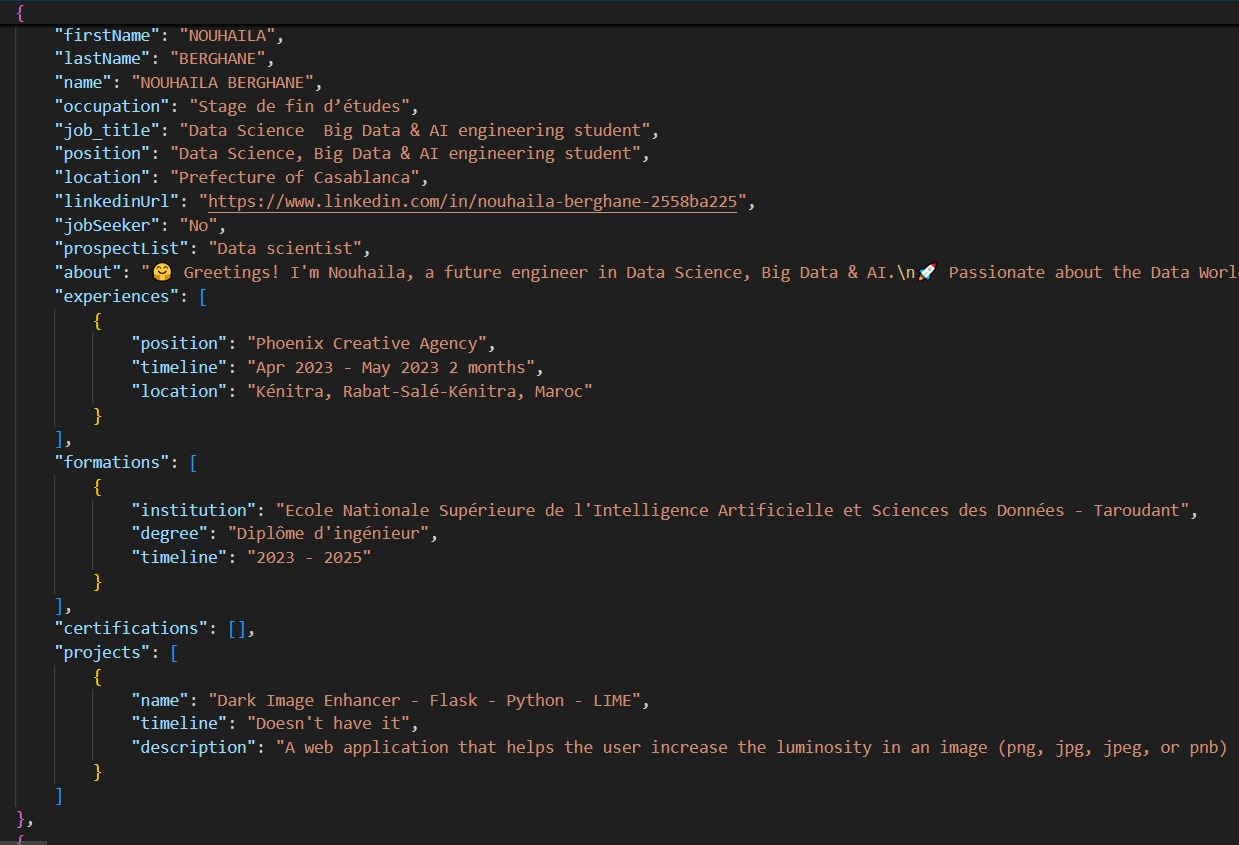 {
"firstName": "NOUHAILA",
"lastName": "BERGHANE",
"name": "NOUHAILA BERGHANE",
"occupation": "Stage de fin d’études",
"job_title": "Data Science  Big Data & AI engineering student",
"position": "Data Science, Big Data & AI engineering student",
"location": "Prefecture of Casablanca",
"linkedinUrl": "https://www.linkedin.com/in/nouhaila-berghane-2558ba225",
"jobSeeker": "No",
"prospectList": "Data scientist",
"about": "🤗 Greetings! I'm Nouhaila, a future engineer in Data Science, Big Data & AI.\n🚀 Passionate about the Data Worl
"experiences": [
{
"position": "Phoenix Creative Agency",
"timeline": "Apr 2023 - May 2023 2 months",
"location": "Kénitra, Rabat-Salé-Kénitra, Maroc"
}
],
"formations": [
{
"institution": "Ecole Nationale Supérieure de l'Intelligence Artificielle et Sciences des Données - Taroudant",
"degree": "Diplôme d'ingénieur",
"timeline": "2023 - 2025"
}
],
"certifications": [],
"projects": [
{
"name": "Dark Image Enhancer - Flask - Python - LIME",
"timeline": "Doesn't have it",
"description": "A web application that helps the user increase the luminosity in an image (png, jpg, jpeg, or pnb)
}
]
},
{